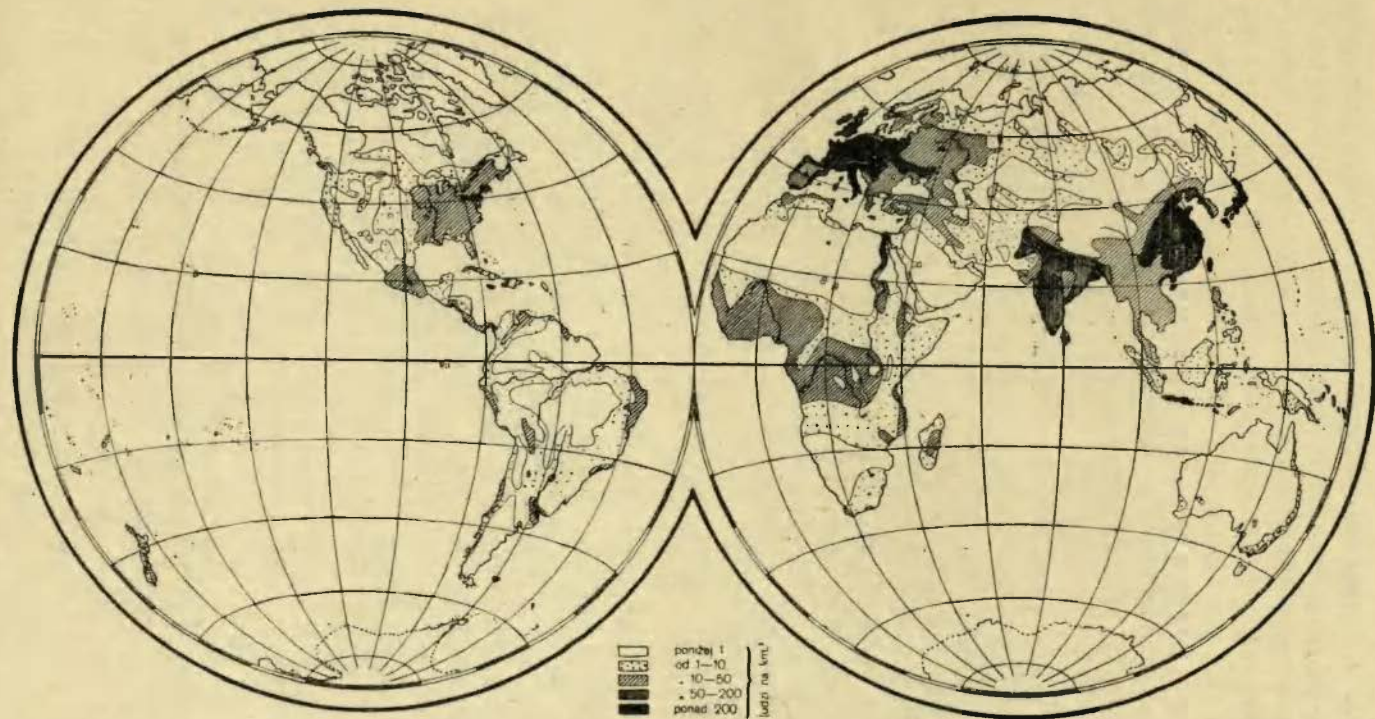 poniżej 1
od 1—10
„ 10—50
„ 50—200
ponad 200
ludzi na km²